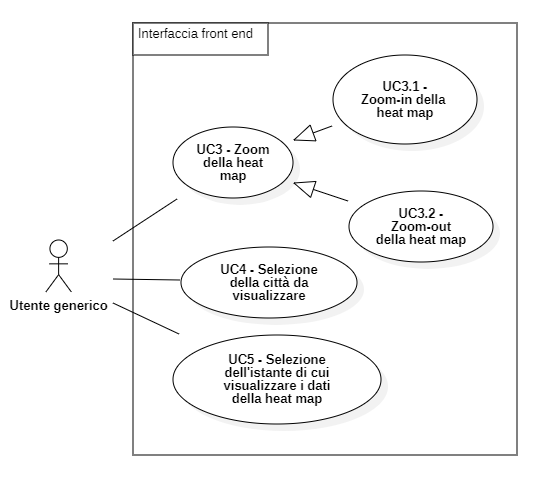 Interfaccia front end
UC3.1 -
Zoom-in della
heat map
UC3 - Zoom
della heat
map
UC3.2 -
Zoom-out
della heat map
UC4 - Selezione
della città da
visualizzare
Utente generico
UC5 - Selezione
dell'istante di cui
visualizzare i dati
della heat map